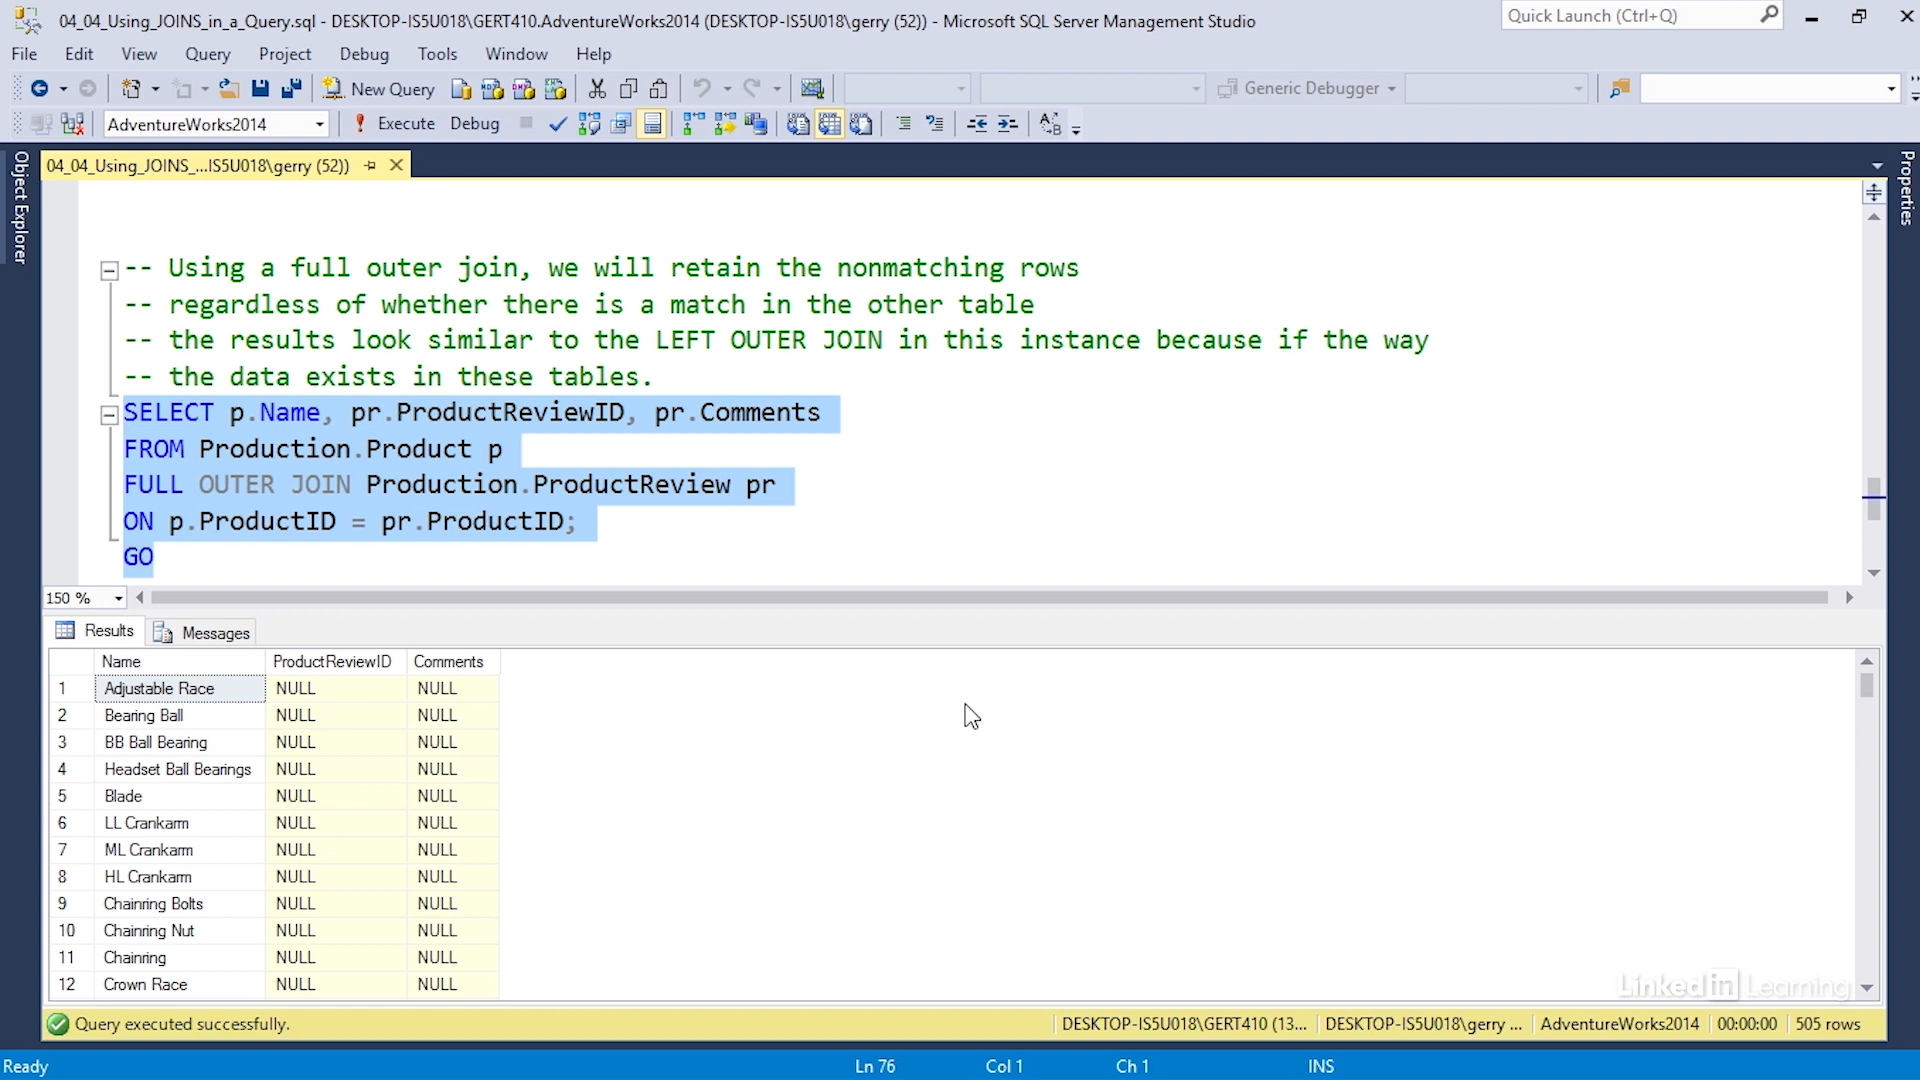 04_04_Using_JOINS_in_a_Query.sql - DESKTOP-IS5U018\GERT410.AdventureWorks2014 (DESKTOP-IS5U018\gerry (52)) - Microsoft SQL Server Management Studio
Quick Launch (Ctrl+Q)
File Edit View Query Project Debug Tools Window Help
New Query
Generic Debugger
AdventureWorks2014
Execute Debug
Object Explorer
Properties
04_04_Using_JOINS_...IS5U018\gerry (52))
-- Using a full outer join, we will retain the nonmatching rows
-- regardless of whether there is a match in the other table
-- the results look similar to the LEFT OUTER JOIN in this instance because if the way
-- the data exists in these tables.
SELECT p.Name, pr.ProductReviewID, pr.Comments
FROM Production.Product p
FULL OUTER JOIN Production.ProductReview pr
ON p.ProductID = pr.ProductID;
GO
150 %
Results Messages
Name ProductReviewID Comments
1 Adjustable Race NULL NULL
2 Bearing Ball NULL NULL
3 BB Ball Bearing NULL NULL
4 Headset Ball Bearings NULL NULL
5 Blade NULL NULL
6 LL Crankarm NULL NULL
7 ML Crankarm NULL NULL
8 HL Crankarm NULL NULL
9 Chainring Bolts NULL NULL
10 Chainring Nut NULL NULL
11 Chainring NULL NULL
12 Crown Race NULL NULL
Linked in Learning
Query executed successfully.
DESKTOP-IS5U018\GERT410 (13... DESKTOP-IS5U018\gerry ... AdventureWorks2014 00:00:00 505 rows
Ready
Ln 76 Col 1 Ch 1 INS